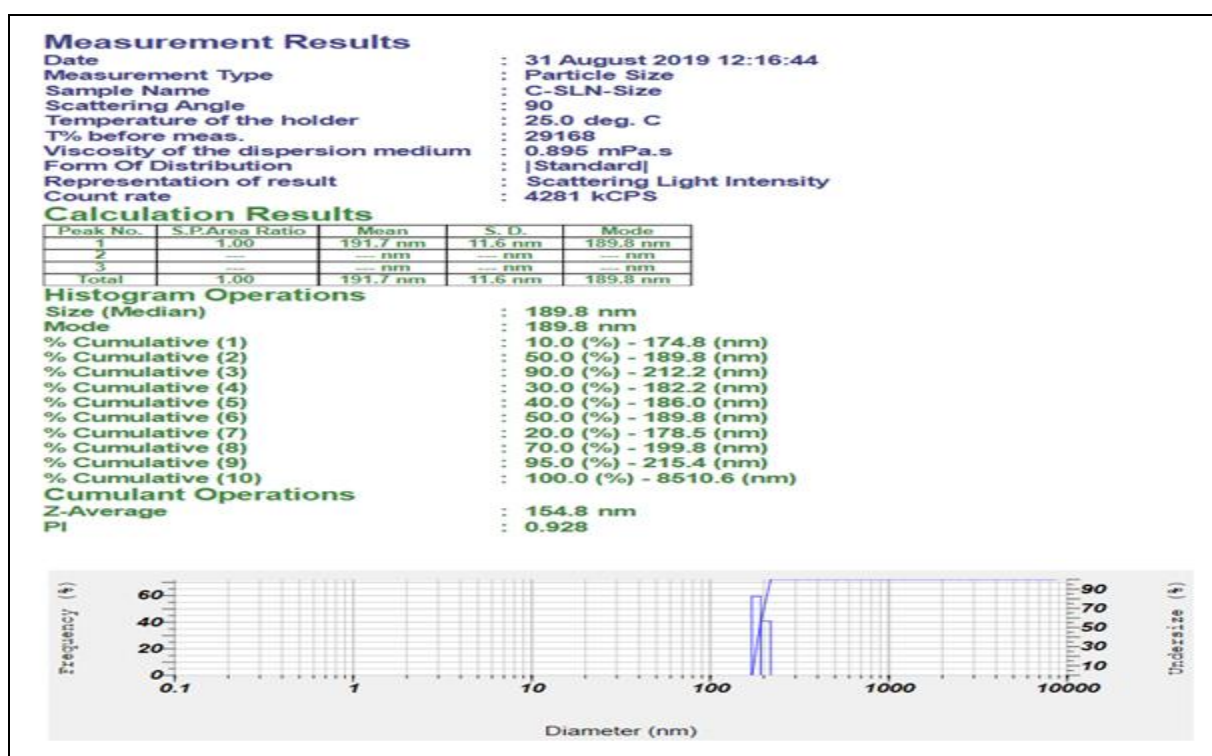 Measurement Results
Date : 31 August 2019 12:16:44
Measurement Type : Particle Size
Sample Name : C-SLN-Size
Scattering Angle : 90
Temperature of the holder : 25.0 deg. C
T% before meas. : 29168
Viscosity of the dispersion medium : 0.895 mPa.s
Form Of Distribution : |Standard|
Representation of result : Scattering Light Intensity
Count rate : 4281 kCPS
Calculation Results
Peak No. S.P.Area Ratio Mean S. D. Mode
1 1.00 191.7 nm 11.6 nm 189.8 nm
2 --- --- nm --- nm --- nm
3 --- --- nm --- nm --- nm
Total 1.00 191.7 nm 11.6 nm 189.8 nm
Histogram Operations
Size (Median) : 189.8 nm
Mode : 189.8 nm
% Cumulative (1) : 10.0 (%) - 174.8 (nm)
% Cumulative (2) : 50.0 (%) - 189.8 (nm)
% Cumulative (3) : 90.0 (%) - 212.2 (nm)
% Cumulative (4) : 30.0 (%) - 182.2 (nm)
% Cumulative (5) : 40.0 (%) - 186.0 (nm)
% Cumulative (6) : 50.0 (%) - 189.8 (nm)
% Cumulative (7) : 20.0 (%) - 178.5 (nm)
% Cumulative (8) : 70.0 (%) - 199.8 (nm)
% Cumulative (9) : 95.0 (%) - 215.4 (nm)
% Cumulative (10) : 100.0 (%) - 8510.6 (nm)
Cumulant Operations
Z-Average : 154.8 nm
PI : 0.928
Frequency (%)
60
40
20
0
0.1 1 10 100 1000 10000
90
70
50
30
10
Undersize (%)
Diameter (nm)